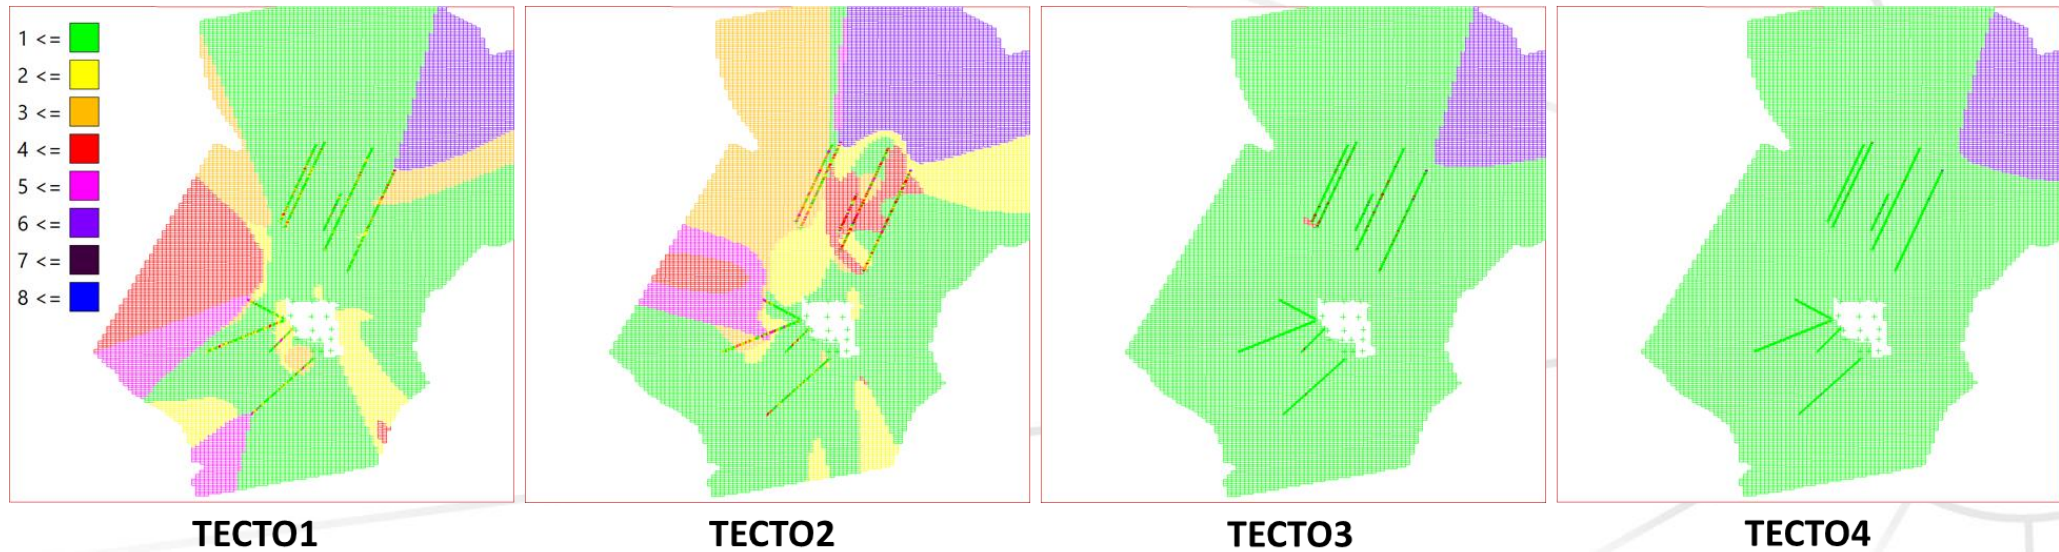 1 <=
2 <=
3 <=
4 <=
5 <=
6 <=
7 <=
8 <=
TECTO1
TECTO2
TECTO3
TECTO4